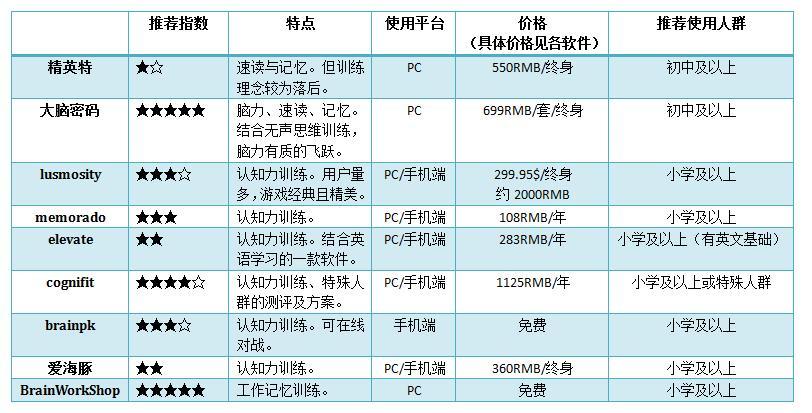 推荐指数 特点 使用平台 价格 推荐使用人群
（具体价格见各软件）
精英特 ★☆ 速读与记忆。但训练 PC 550RMB/终身 初中及以上
理念较为落后。
大脑密码 ★★★★★ 脑力、速读、记忆。 PC 699RMB/套/终身 初中及以上
结合无声思维训练，
脑力有质的飞跃。
lusmosity ★★★☆ 认知力训练。用户量 PC/手机端 299.95$/终身 小学及以上
多，游戏经典且精美。 约 2000RMB
memorado ★★★ 认知力训练。 PC/手机端 108RMB/年 小学及以上
elevate ★★ 认知力训练。结合英 PC/手机端 283RMB/年 小学及以上（有英文基础）
语学习的一款软件。
cognifit ★★★★☆ 认知力训练、特殊人 PC/手机端 1125RMB/年 小学及以上或特殊人群
群的测评及方案。
brainpk ★★★☆ 认知力训练。可在线 手机端 免费 小学及以上
对战。
爱海豚 ★★ 认知力训练。 PC/手机端 360RMB/终身 小学及以上
BrainWorkShop ★★★★★ 工作记忆训练。 PC 免费 小学及以上